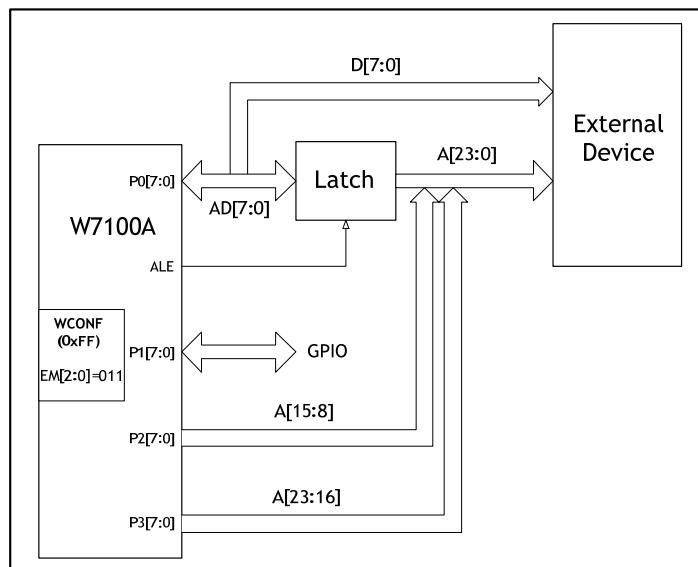 D[7:0]
External
Device
P0[7:0]
AD[7:0]
Latch
A[23:0]
W7100A
ALE
WCONF
(0xFF)
EM[2:0]=011
P1[7:0]
GPIO
A[15:8]
P2[7:0]
A[23:16]
P3[7:0]